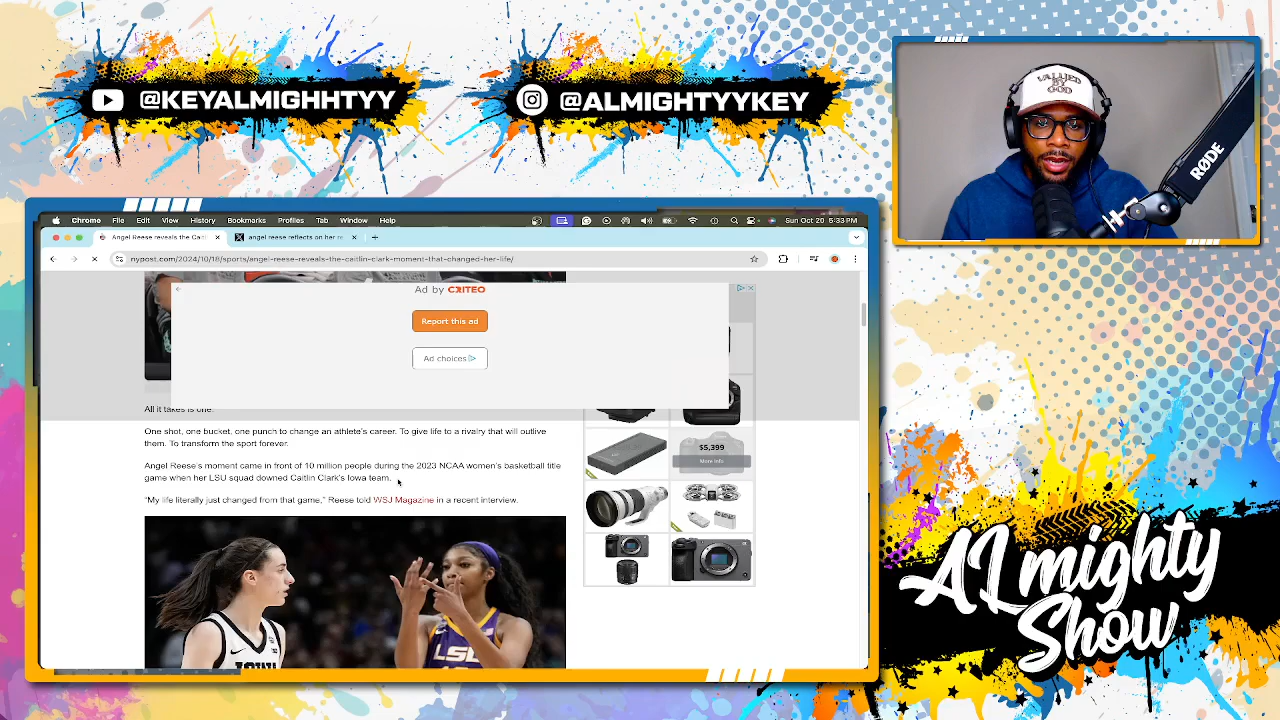 @KEYALMIGHHTYY
@ALMIGHTYYKEY
VALUED
BY
GOD
RØDE
Chrome File Edit View History Bookmarks Profiles Tab Window Help
Sun Oct 20 5:33 PM
Angel Reese reveals the Cait
angel reese reflects on her re
nypost.com/2024/10/18/sports/angel-reese-reveals-the-caitlin-clark-moment-that-changed-her-life/
Ad by CRITEO
Report this ad
Ad choices
All it takes is one.
One shot, one bucket, one punch to change an athlete's career. To give life to a rivalry that will outlive
them. To transform the sport forever.
Angel Reese's moment came in front of 10 million people during the 2023 NCAA women's basketball title
game when her LSU squad downed Caitlin Clark's Iowa team.
"My life literally just changed from that game," Reese told WSJ Magazine in a recent interview.
$5,399
More Info
IOWA
LSU
ALmighty
Show